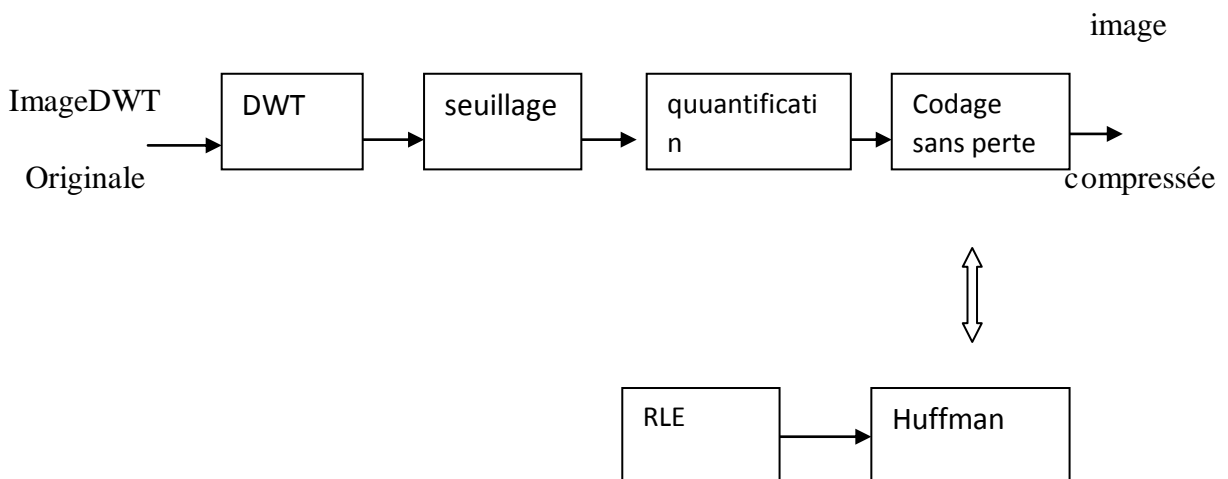 image
ImageDWT
Originale
DWT
seuillage
quuantificati
n
Codage
sans perte
compressée
RLE
Huffman